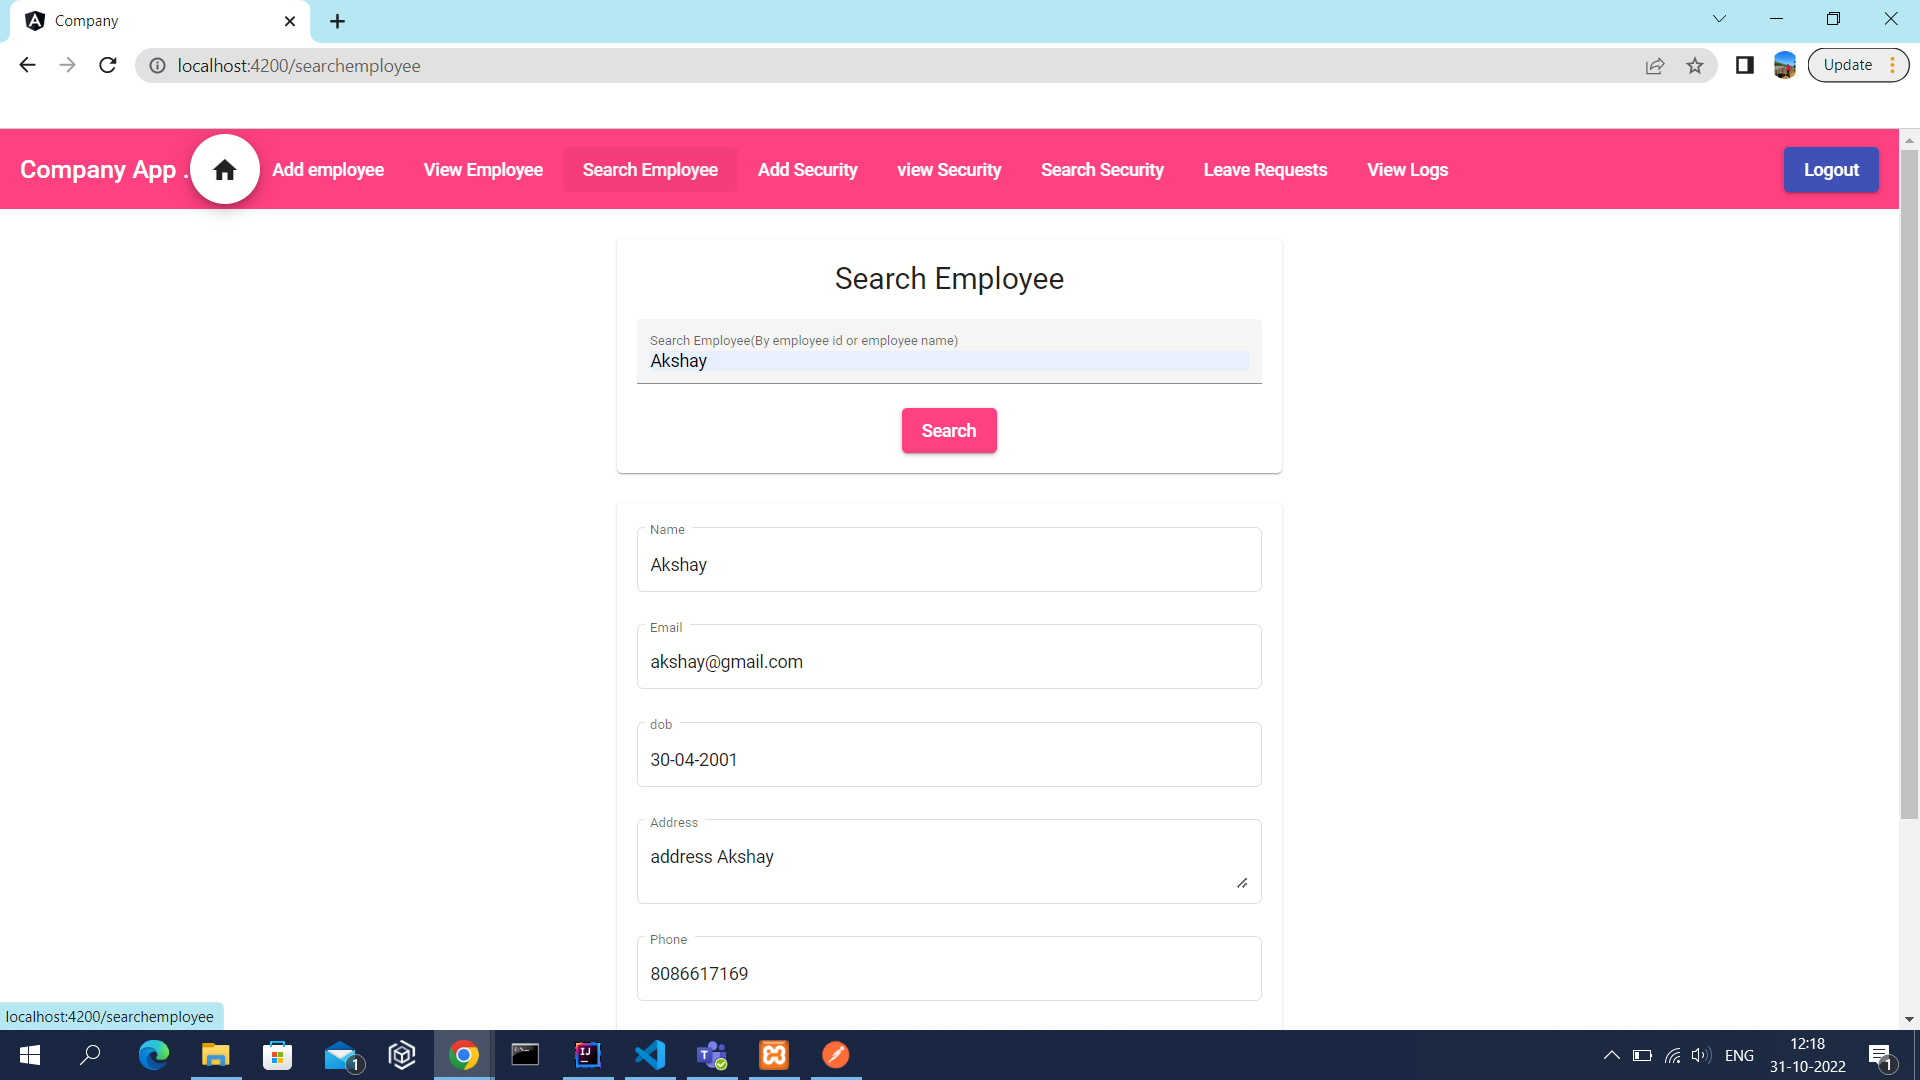 Company
localhost:4200/searchemployee
Update
Company App .
Add employee
View Employee
Search Employee
Add Security
view Security
Search Security
Leave Requests
View Logs
Logout
Search Employee
Search Employee(By employee id or employee name)
Akshay
Search
Name
Akshay
Email
akshay@gmail.com
dob
30-04-2001
Address
address Akshay
Phone
8086617169
localhost:4200/searchemployee
1
IJ
T
ENG
12:18
31-10-2022
1